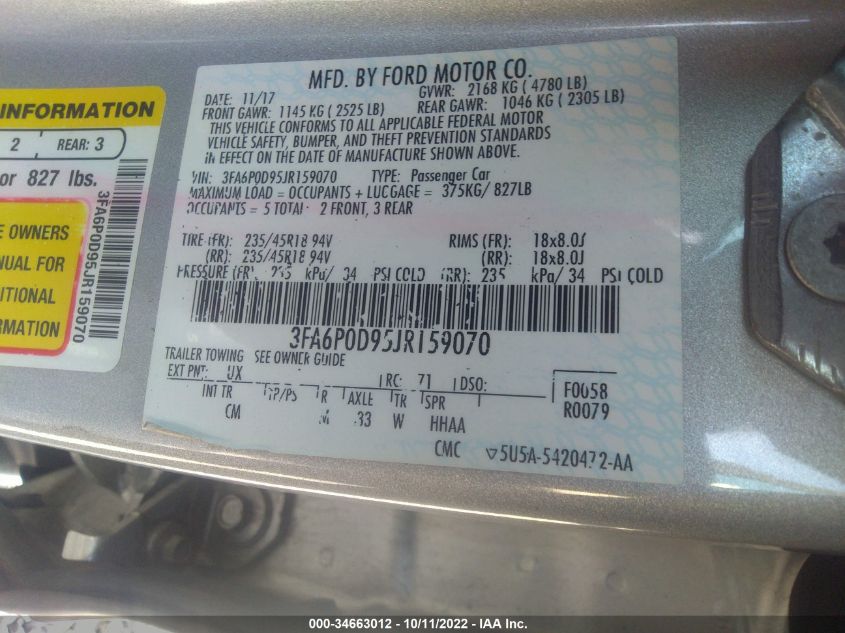 INFORMATION
2 REAR: 3
or 827 lbs.
E OWNERS
NUAL FOR
DITIONAL
RMATION
3FA6P0D95JR159070
MFD. BY FORD MOTOR CO.
DATE: 11/17 GVWR: 2168 KG ( 4780 LB)
FRONT GAWR: 1145 KG ( 2525 LB) REAR GAWR: 1046 KG ( 2305 LB)
THIS VEHICLE CONFORMS TO ALL APPLICABLE FEDERAL MOTOR
VEHICLE SAFETY, BUMPER, AND THEFT PREVENTION STANDARDS
IN EFFECT ON THE DATE OF MANUFACTURE SHOWN ABOVE.
VIN: 3FA6P0D95JR159070 TYPE: Passenger Car
MAXIMUM LOAD = OCCUPANTS + LUGGAGE = 375KG/ 827LB
OCCUPANTS = 5 TOTAL: 2 FRONT, 3 REAR
TIRE (FR): 235/45R18 94V RIMS (FR): 18x8.0J
(RR): 235/45R18 94V (RR): 18x8.0J
PRESSURE (FR) 235 kPa/ 34 PSI COLD (RR): 235 kPa/ 34 PSI COLD
3FA6P0D95JR159070
TRAILER TOWING SEE OWNER GUIDE
EXT PNT: UX RC: 71 DSO: F0058
INT TR TP/PS R AXLE TR SPR R0079
CM 33 W HHAA
CMC 5U5A-5420472-AA
000-34663012 - 10/11/2022 - IAA Inc.